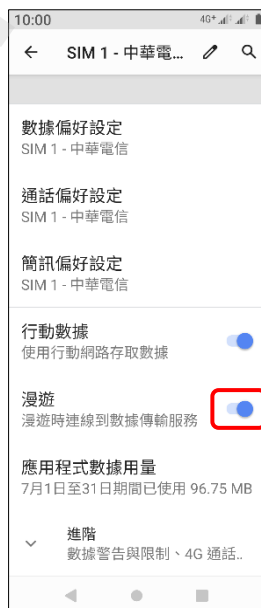 10:00 4G+
SIM 1 - 中華電...
數據偏好設定
SIM 1 - 中華電信
通話偏好設定
SIM 1 - 中華電信
簡訊偏好設定
SIM 1 - 中華電信
行動數據
使用行動網路存取數據
漫遊
漫遊時連線到數據傳輸服務
應用程式數據用量
7月1日至31日期間已使用 96.75 MB
進階
數據警告與限制、4G 通話..